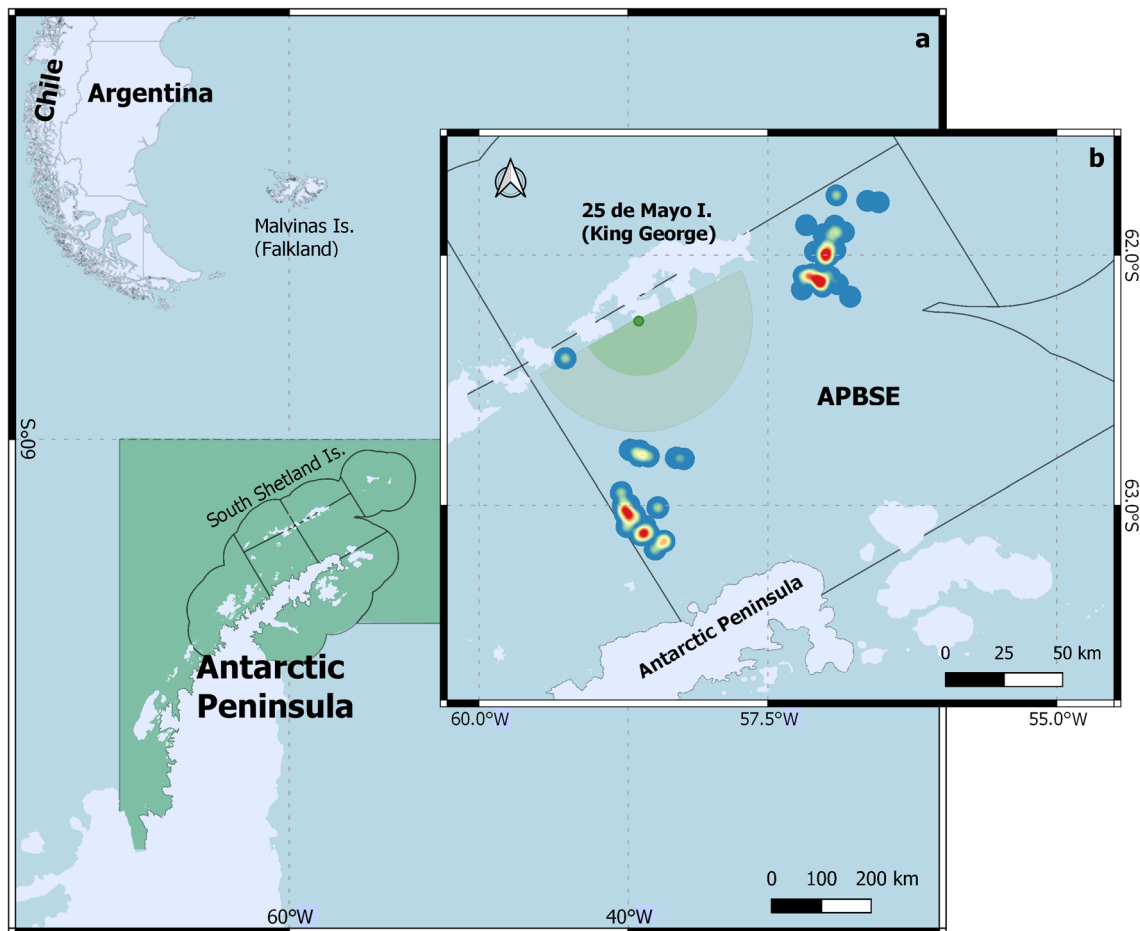 a
Chile
Argentina
Malvinas Is.
(Falkland)
60°S
South Shetland Is.
Antarctic
Peninsula
0 100 200 km
60°W
40°W
b
25 de Mayo I.
(King George)
62.0°S
APBSE
63.0°S
Antarctic Peninsula
0 25 50 km
60.0°W
57.5°W
55.0°W